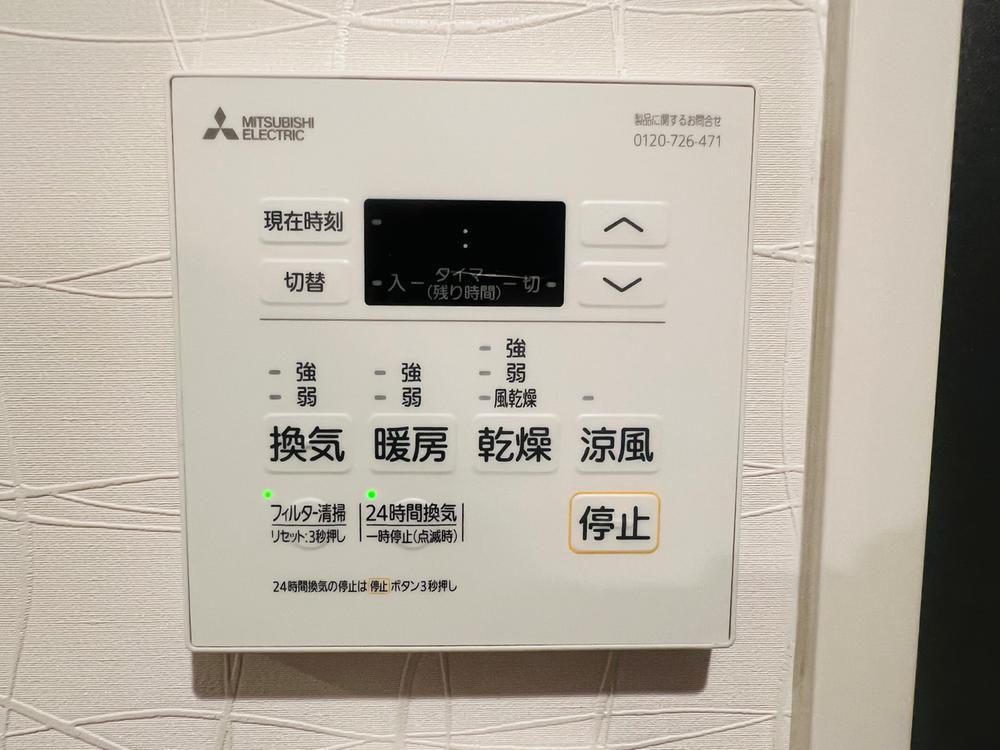 MITSUBISHI
ELECTRIC
製品に関するお問合せ
0120-726-471
現在時刻
:
切替
入 タイマー 切
(残り時間)
強
弱
強
弱
強
弱
風乾燥
換気
暖房
乾燥
涼風
フィルター清掃
リセット:3秒押し
24時間換気
一時停止(点滅時)
停止
24時間換気の停止は 停止 ボタン3秒押し